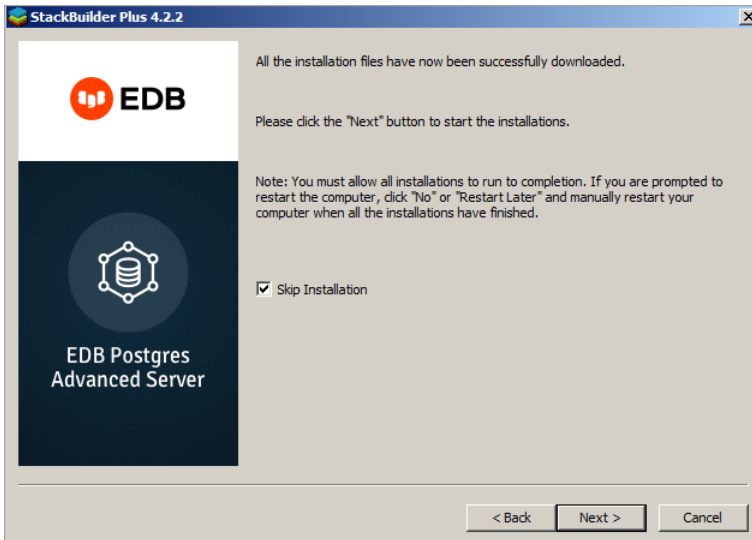 StackBuilder Plus 4.2.2
EDB
All the installation files have now been successfully downloaded.
Please click the "Next" button to start the installations.
Note: You must allow all installations to run to completion. If you are prompted to
restart the computer, click "No" or "Restart Later" and manually restart your
computer when all the installations have finished.
Skip Installation
EDB Postgres
Advanced Server
< Back
Next >
Cancel